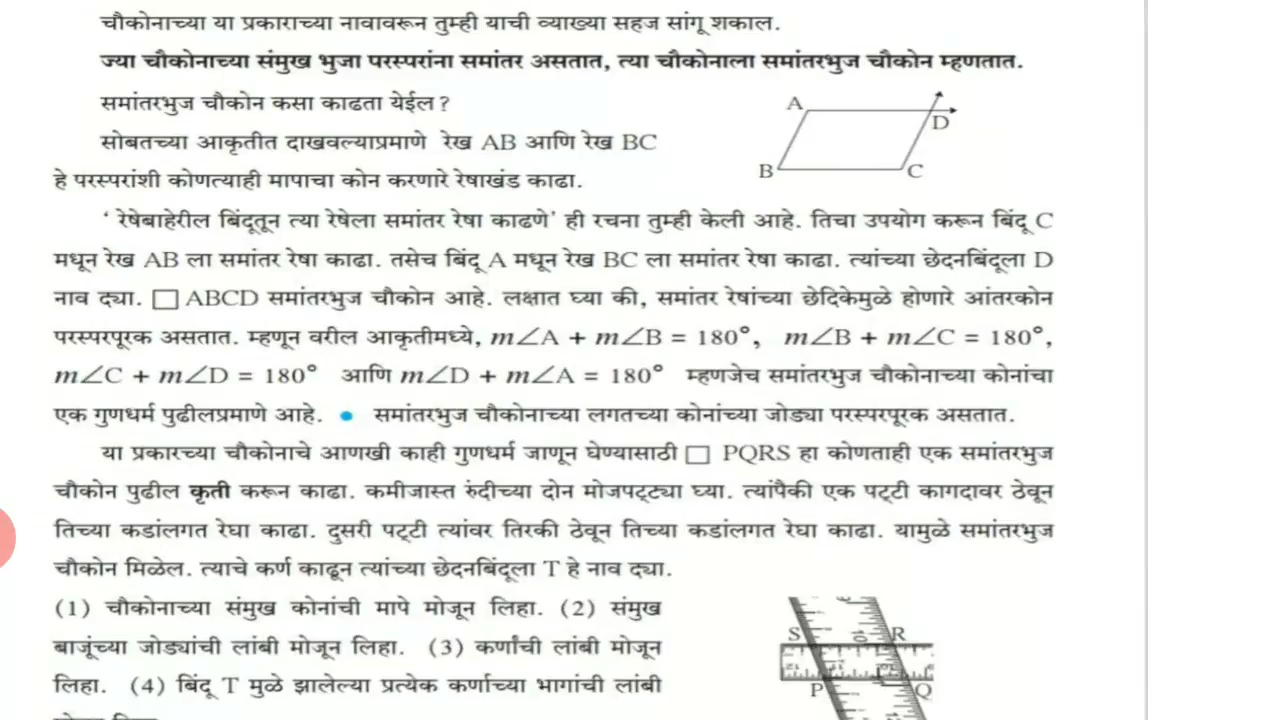 चौकोनाच्या या प्रकाराच्या नावावरून तुम्ही याची व्याख्या सहज सांगू शकाल.
ज्या चौकोनाच्या संमुख भुजा परस्परांना समांतर असतात, त्या चौकोनाला समांतरभुज चौकोन म्हणतात.
समांतरभुज चौकोन कसा काढता येईल?
सोबतच्या आकृतीत दाखवल्याप्रमाणे रेख AB आणि रेख BC
हे परस्परांशी कोणत्याही मापाचा कोन करणारे रेषाखंड काढा.
A
D
B
C
' रेषेबाहेरील बिंदूतून त्या रेषेला समांतर रेषा काढणे' ही रचना तुम्ही केली आहे. तिचा उपयोग करून बिंदू C
मधून रेख AB ला समांतर रेषा काढा. तसेच बिंदू A मधून रेख BC ला समांतर रेषा काढा. त्यांच्या छेदनबिंदूला D
नाव द्या. □ ABCD समांतरभुज चौकोन आहे. लक्षात घ्या की, समांतर रेषांच्या छेदिकेमुळे होणारे आंतरकोन
परस्परपूरक असतात. म्हणून वरील आकृतीमध्ये, m∠A + m∠B = 180°, m∠B + m∠C = 180°,
m∠C + m∠D = 180° आणि m∠D + m∠A = 180° म्हणजेच समांतरभुज चौकोनाच्या कोनांचा
एक गुणधर्म पुढीलप्रमाणे आहे. ● समांतरभुज चौकोनाच्या लगतच्या कोनांच्या जोड्या परस्परपूरक असतात.
या प्रकारच्या चौकोनाचे आणखी काही गुणधर्म जाणून घेण्यासाठी □ PQRS हा कोणताही एक समांतरभुज
चौकोन पुढील कृती करून काढा. कमीजास्त रुंदीच्या दोन मोजपट्ट्या घ्या. त्यांपैकी एक पट्टी कागदावर ठेवून
तिच्या कडांलगत रेघा काढा. दुसरी पट्टी त्यांवर तिरकी ठेवून तिच्या कडांलगत रेघा काढा. यामुळे समांतरभुज
चौकोन मिळेल. त्याचे कर्ण काढून त्यांच्या छेदनबिंदूला T हे नाव द्या.
(1) चौकोनाच्या संमुख कोनांची मापे मोजून लिहा. (2) संमुख
बाजूंच्या जोड्यांची लांबी मोजून लिहा. (3) कर्णांची लांबी मोजून
लिहा. (4) बिंदू T मुळे झालेल्या प्रत्येक कर्णाच्या भागांची लांबी
S
R
P
Q